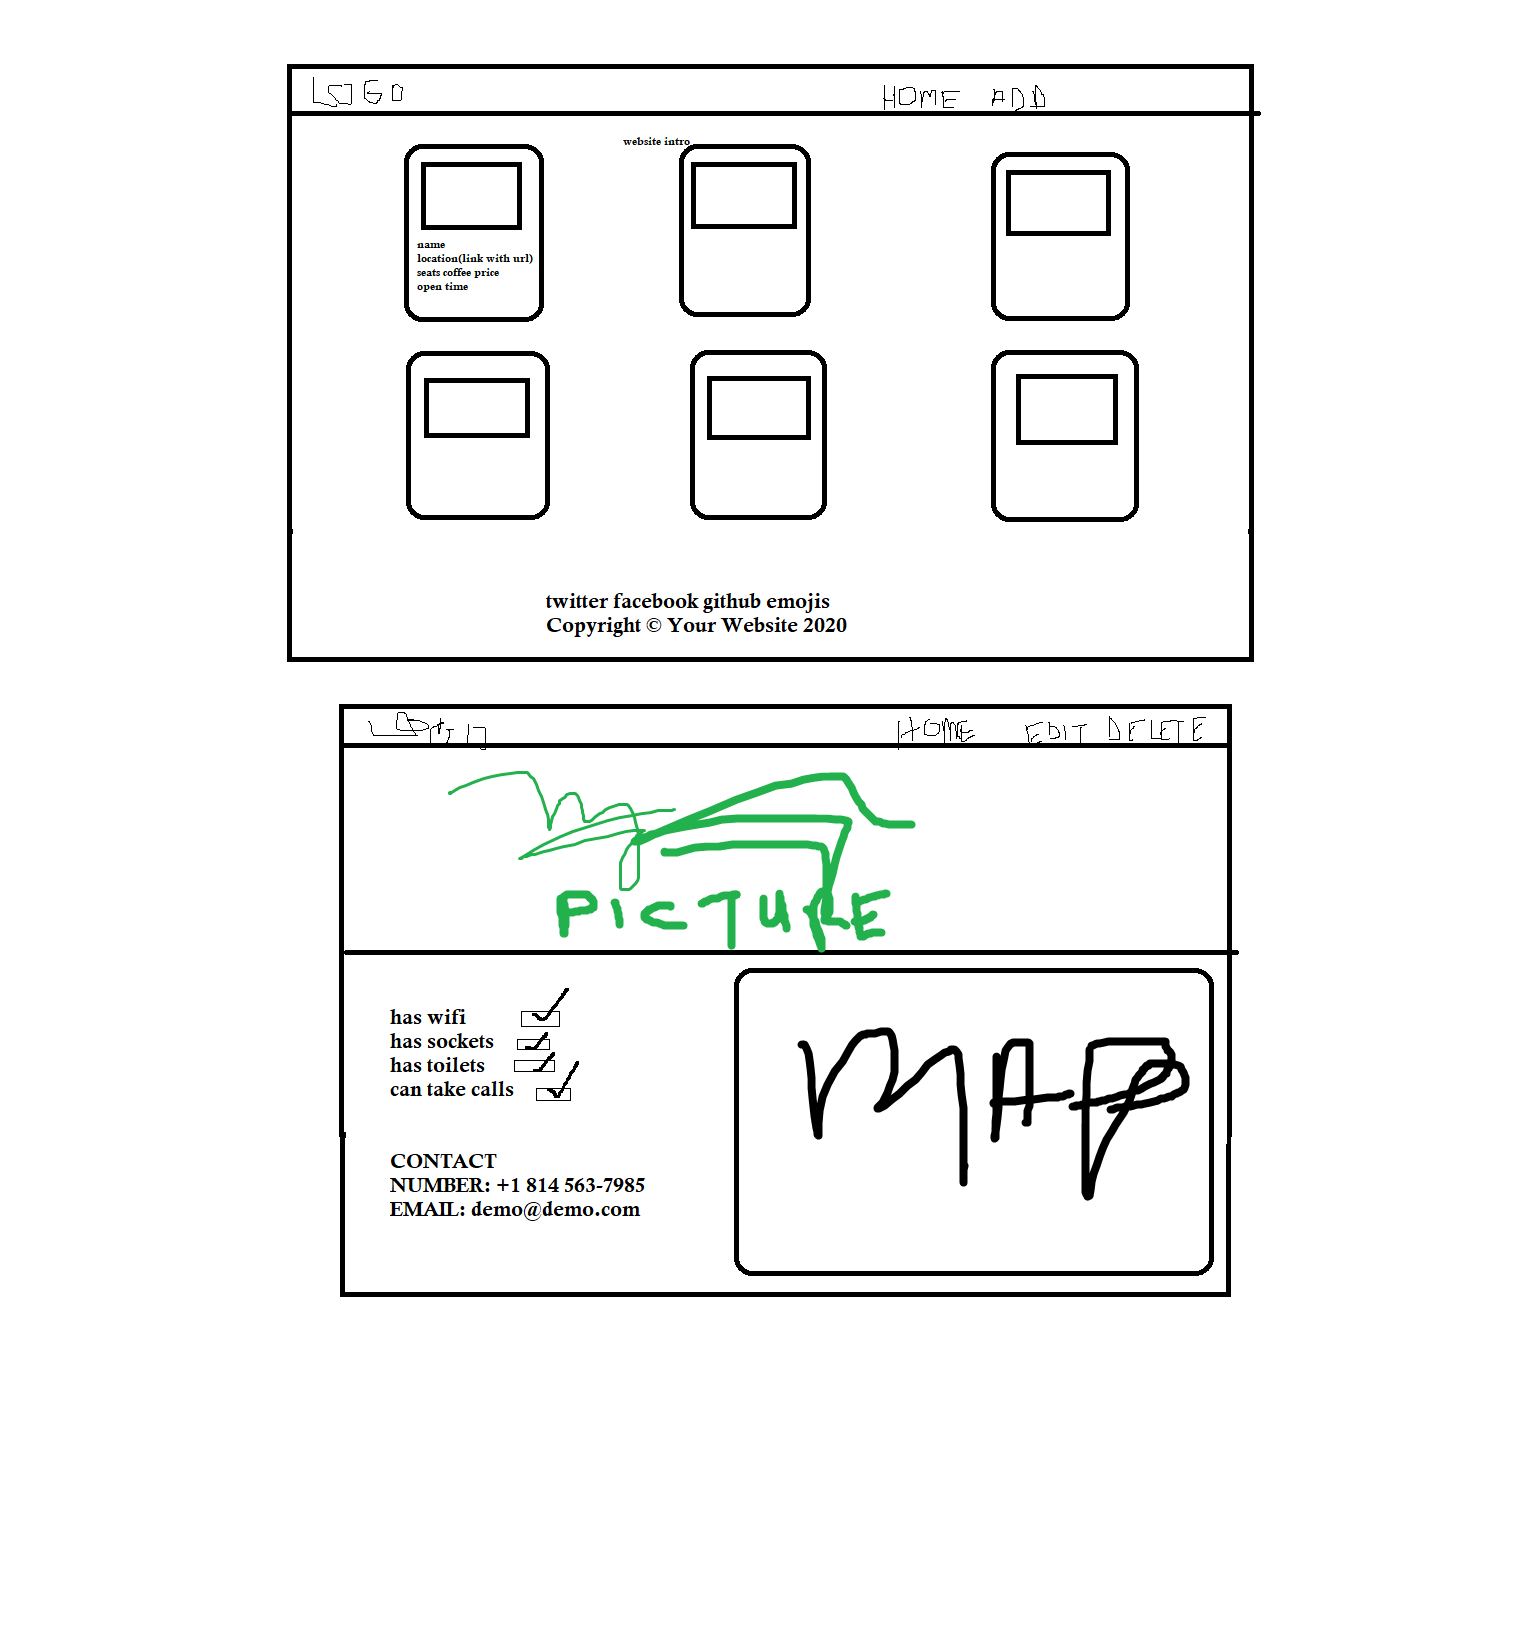 LOGO HOME ADD
website intro
name
location(link with url)
seats coffee price
open time
twitter facebook github emojis
Copyright © Your Website 2020
HOME EDIT DELETE
PICTURE
has wifi
has sockets
has toilets
can take calls
MAP
CONTACT
NUMBER: +1 814 563-7985
EMAIL: demo@demo.com